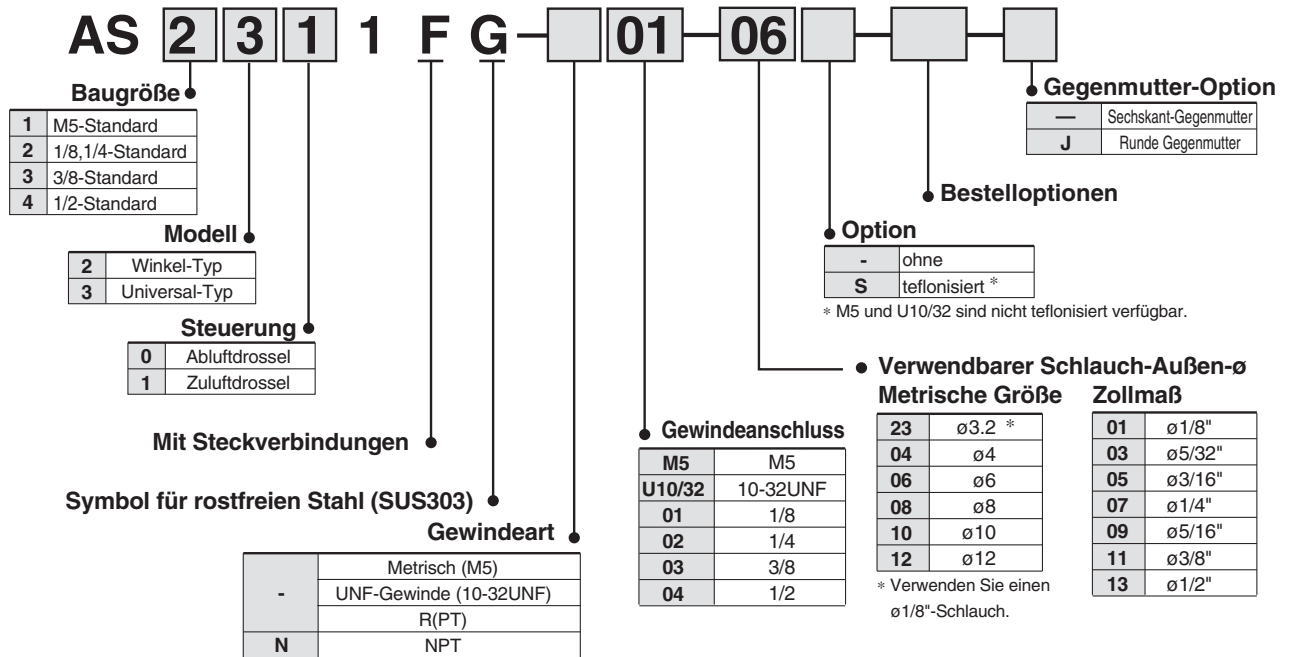 AS 2 3 1 1 F G - 01 - 06 - -
Baugröße
1 M5-Standard
2 1/8,1/4-Standard
3 3/8-Standard
4 1/2-Standard
Modell
2 Winkel-Typ
3 Universal-Typ
Steuerung
0 Abluftdrossel
1 Zuluftdrossel
Mit Steckverbindungen
Symbol für rostfreien Stahl (SUS303)
Gewindeart
- Metrisch (M5)
UNF-Gewinde (10-32UNF)
R(PT)
N NPT
Gewindeanschluss
M5 M5
U10/32 10-32UNF
01 1/8
02 1/4
03 3/8
04 1/2
Verwendbarer Schlauch-Außen-ø
Metrische Größe
23 ø3.2 *
04 ø4
06 ø6
08 ø8
10 ø10
12 ø12
* Verwenden Sie einen
ø1/8"-Schlauch.
Zollmaß
01 ø1/8"
03 ø5/32"
05 ø3/16"
07 ø1/4"
09 ø5/16"
11 ø3/8"
13 ø1/2"
Option
- ohne
S teflonisiert *
* M5 und U10/32 sind nicht teflonisiert verfügbar.
Bestelloptionen
Gegenmutter-Option
— Sechskant-Gegenmutter
J Runde Gegenmutter